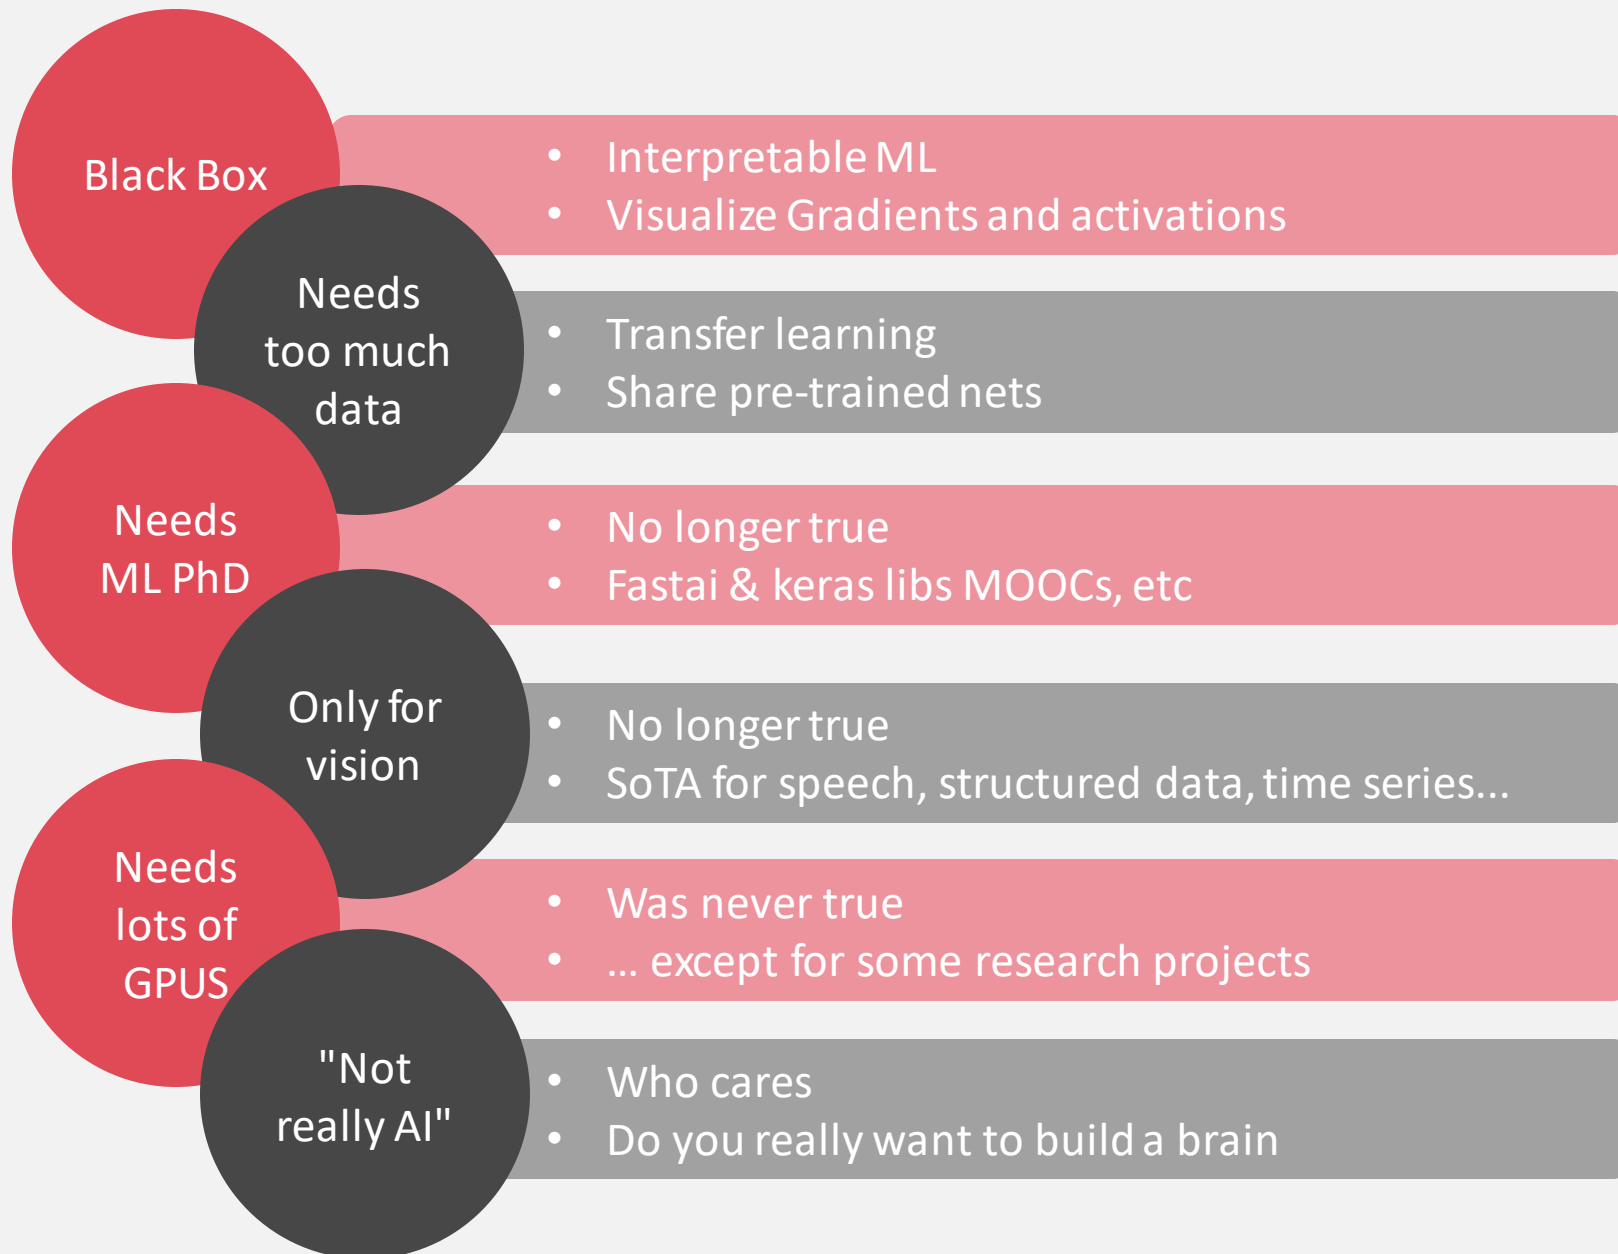 Black Box
• Interpretable ML
• Visualize Gradients and activations
Needs
too much
data
• Transfer learning
• Share pre-trained nets
Needs
ML PhD
• No longer true
• Fastai & keras libs MOOCs, etc
Only for
vision
• No longer true
• SoTA for speech, structured data, time series...
Needs
lots of
GPUS
• Was never true
• ... except for some research projects
"Not
really AI"
• Who cares
• Do you really want to build a brain